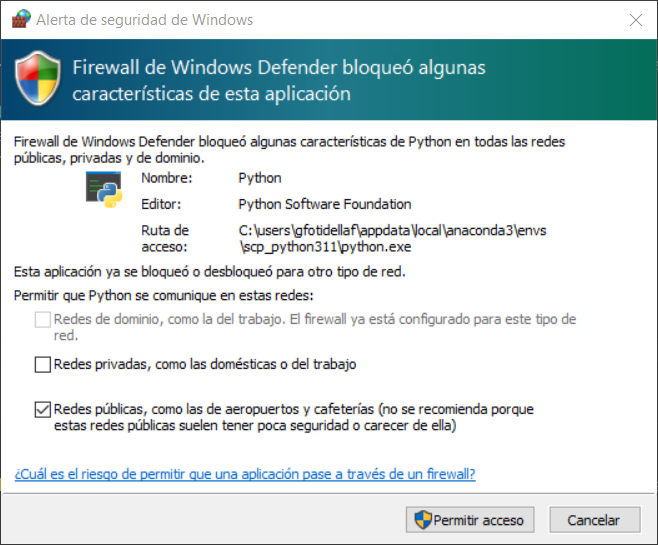 Alerta de seguridad de Windows
Firewall de Windows Defender bloqueó algunas
características de esta aplicación
Firewall de Windows Defender bloqueó algunas características de Python en todas las redes
públicas, privadas y de dominio.
Nombre: Python
Editor: Python Software Foundation
Ruta de acceso: C:\users\gfotidellaf\appdata\local\anaconda3\envs
\scp_python311\python.exe
Esta aplicación ya se bloqueó o desbloqueó para otro tipo de red.
Permitir que Python se comunique en estas redes:
Redes de dominio, como la del trabajo. El firewall ya está configurado para este tipo de
red.
Redes privadas, como las domésticas o del trabajo
Redes públicas, como las de aeropuertos y cafeterías (no se recomienda porque
estas redes públicas suelen tener poca seguridad o carecer de ella)
¿Cuál es el riesgo de permitir que una aplicación pase a través de un firewall?
Permitir acceso
Cancelar